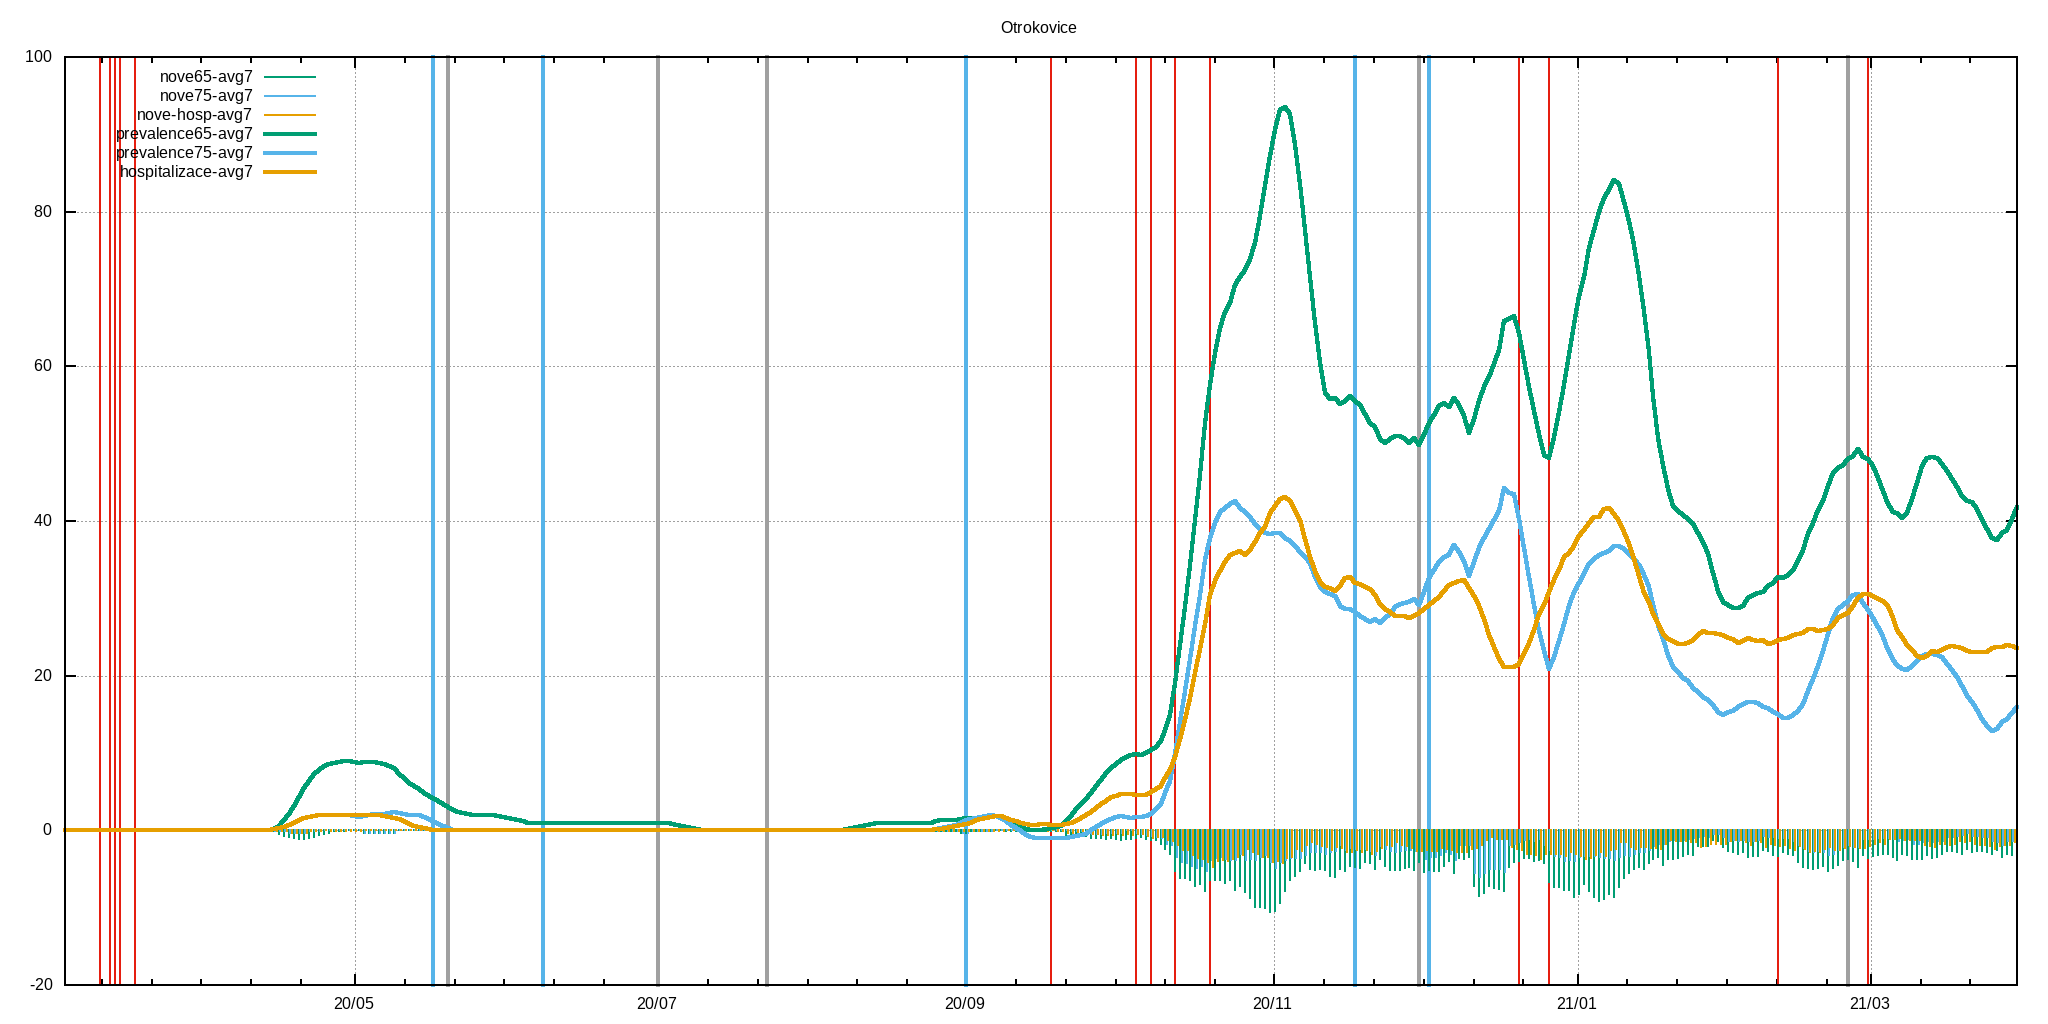 Otrokovice
100
80
60
40
20
0
-20
nove65-avg7
nove75-avg7
nove-hosp-avg7
prevalence65-avg7
prevalence75-avg7
hospitalizace-avg7
20/05 20/07 20/09 20/11 21/01 21/03